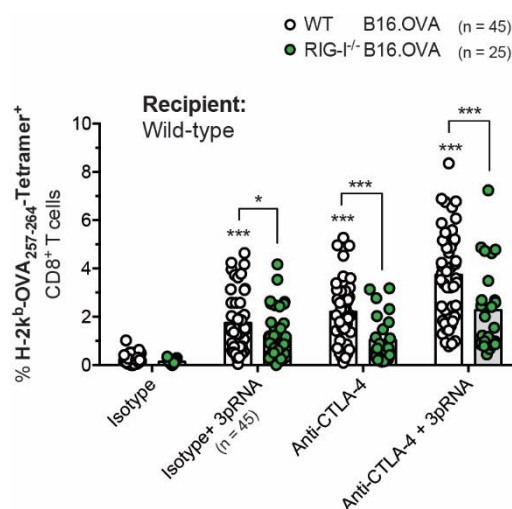 WT B16.OVA (n = 45)
RIG-I-/- B16.OVA (n = 25)
Recipient:
Wild-type
% H-2kb-OVA257-264-Tetramer+
CD8+ T cells
10
8
6
4
2
0
***
*
***
***
***
***
Isotype
Isotype+ 3pRNA
(n = 45)
Anti-CTLA-4
Anti-CTLA-4 + 3pRNA